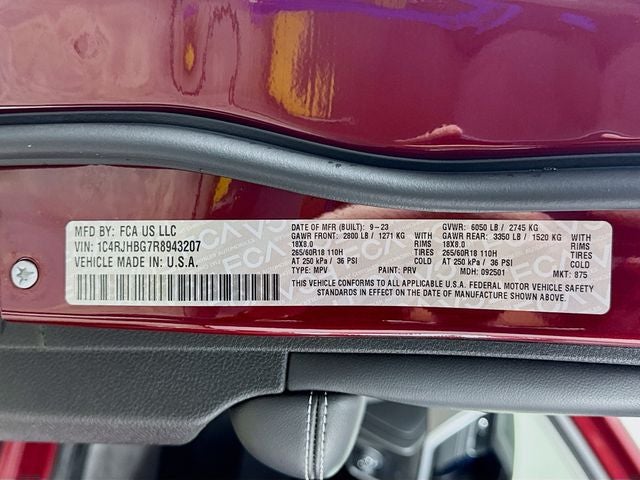 MFD BY: FCA US LLC
VIN: 1C4RJHBG7R8943207
VEHICLE MADE IN: U.S.A.
DATE OF MFR (BUILT): 9-23 GVWR: 6050 LB / 2745 KG
GAWR FRONT: 2800 LB / 1271 KG WITH GAWR REAR: 3350 LB / 1520 KG WITH
18X8.0 RIMS 18X8.0 RIMS
265/60R18 110H TIRES 265/60R18 110H TIRES
AT 250 kPa / 36 PSI COLD AT 250 kPa / 36 PSI COLD
TYPE: MPV PAINT: PRV MDH: 092501 MKT: 875
THIS VEHICLE CONFORMS TO ALL APPLICABLE U.S.A. FEDERAL MOTOR VEHICLE SAFETY
STANDARDS IN EFFECT ON THE DATE OF MANUFACTURE SHOWN ABOVE.